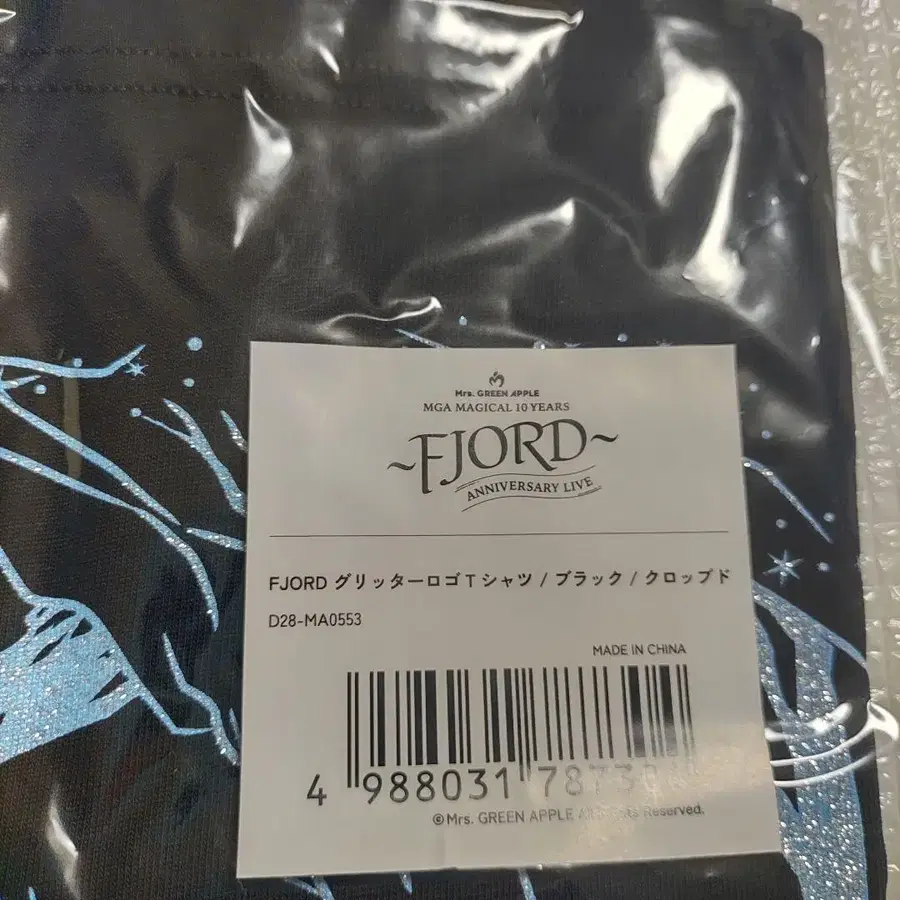 Mrs. GREEN APPLE
MGA MAGICAL 10 YEARS
~FJORD~
ANNIVERSARY LIVE
FJORD グリッターロゴTシャツ / ブラック / クロップド
D28-MA0553
MADE IN CHINA
4 988031
©Mrs. GREEN APPLE All Rights Reserved.